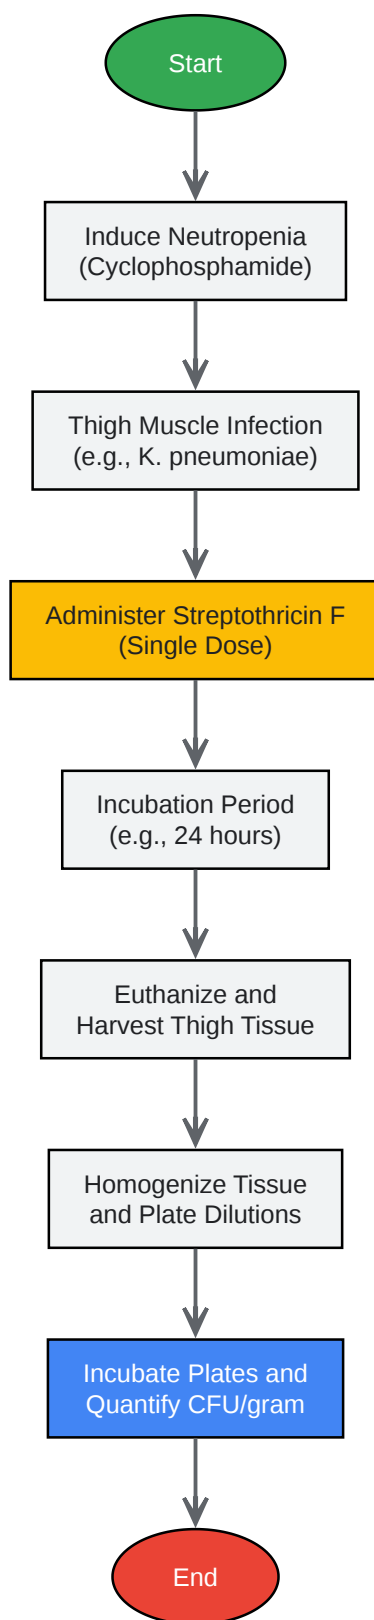 Start
Induce Neutropenia
(Cyclophosphamide)
Thigh Muscle Infection
(e.g., K. pneumoniae)
Administer Streptothricin F
(Single Dose)
Incubation Period
(e.g., 24 hours)
Euthanize and
Harvest Thigh Tissue
Homogenize Tissue
and Plate Dilutions
Incubate Plates and
Quantify CFU/gram
End